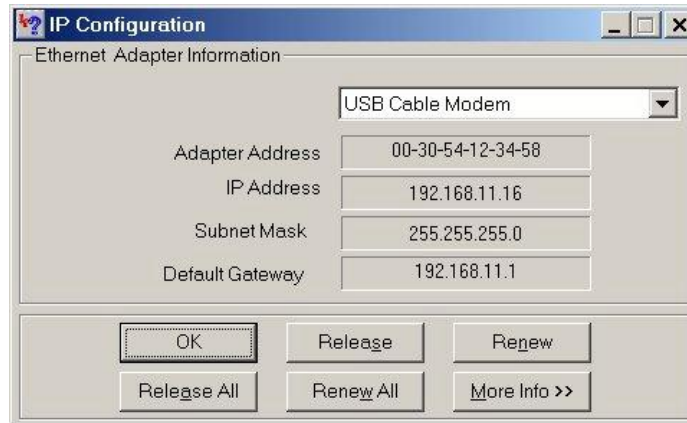 IP Configuration
Ethernet Adapter Information
USB Cable Modem
Adapter Address 00-30-54-12-34-58
IP Address 192.168.11.16
Subnet Mask 255.255.255.0
Default Gateway 192.168.11.1
OK Release Renew
Release All Renew All More Info >>